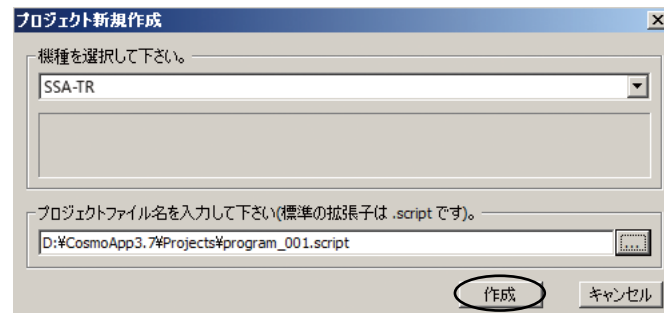 プロジェクト新規作成
機種を選択して下さい。
SSA-TR
プロジェクトファイル名を入力して下さい(標準の拡張子は .script です)。
D:¥CosmoApp3.7¥Projects¥program_001.script
...
作成
キャンセル